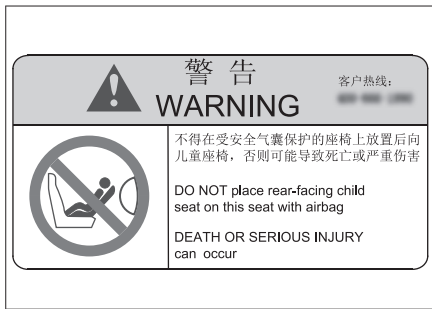 警告
WARNING
客户热线：
不得在受安全气囊保护的座椅上放置后向
儿童座椅，否则可能导致死亡或严重伤害
DO NOT place rear-facing child
seat on this seat with airbag
DEATH OR SERIOUS INJURY
can occur